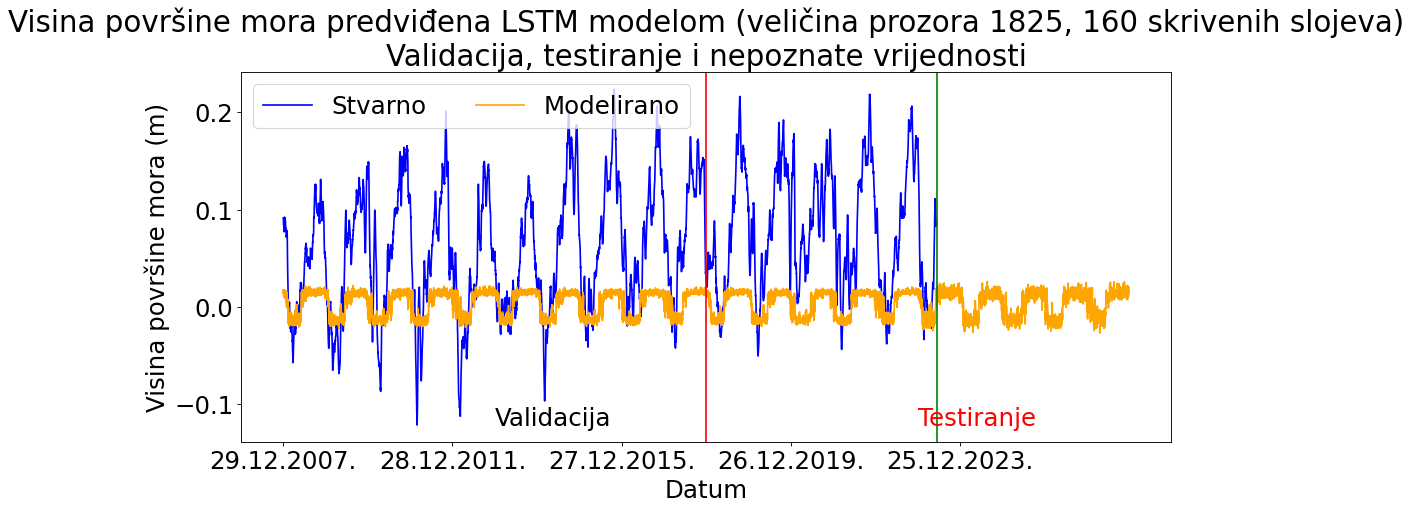 Visina površine mora predviđena LSTM modelom (veličina prozora 1825, 160 skrivenih slojeva)
Validacija, testiranje i nepoznate vrijednosti
Stvarno
Modelirano
Visina površine mora (m)
0.2
0.1
0.0
−0.1
Validacija
Testiranje
29.12.2007.
28.12.2011.
27.12.2015.
26.12.2019.
25.12.2023.
Datum